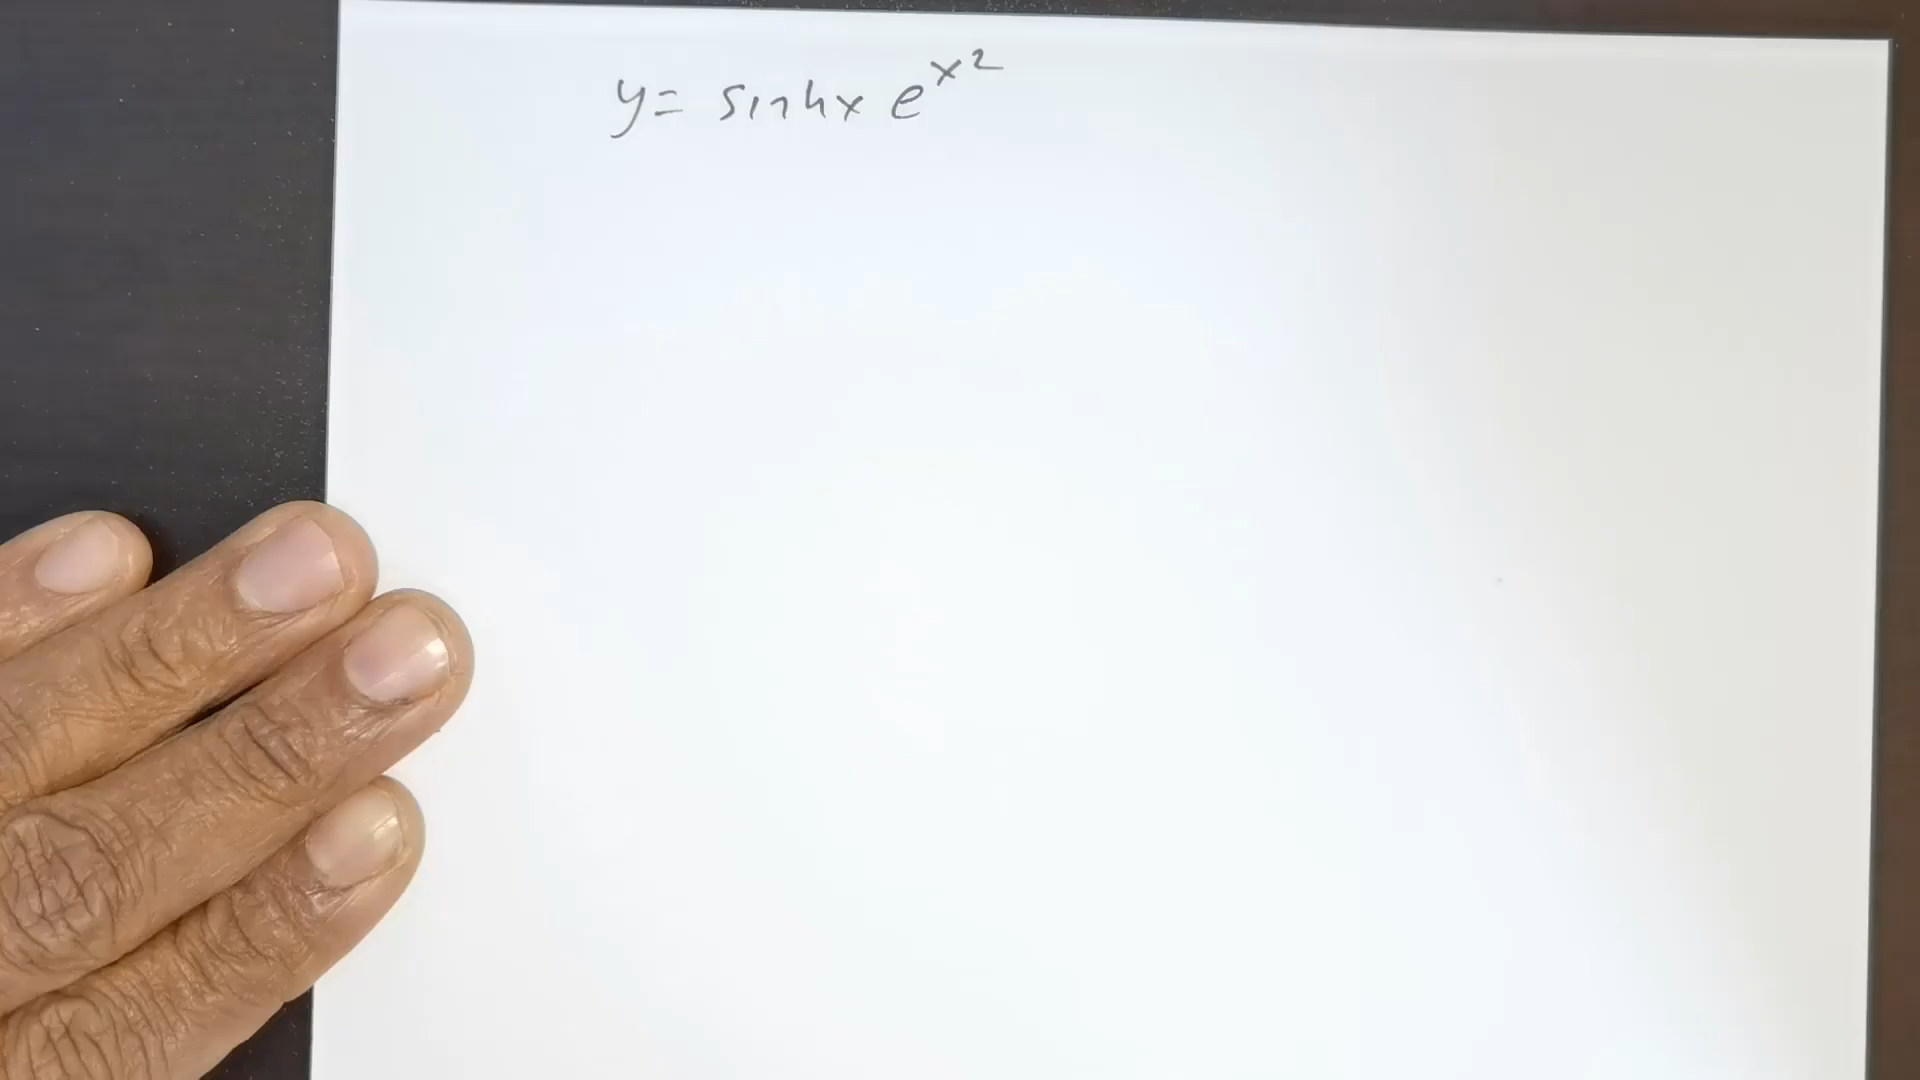 y = sinhx e^{x^2}